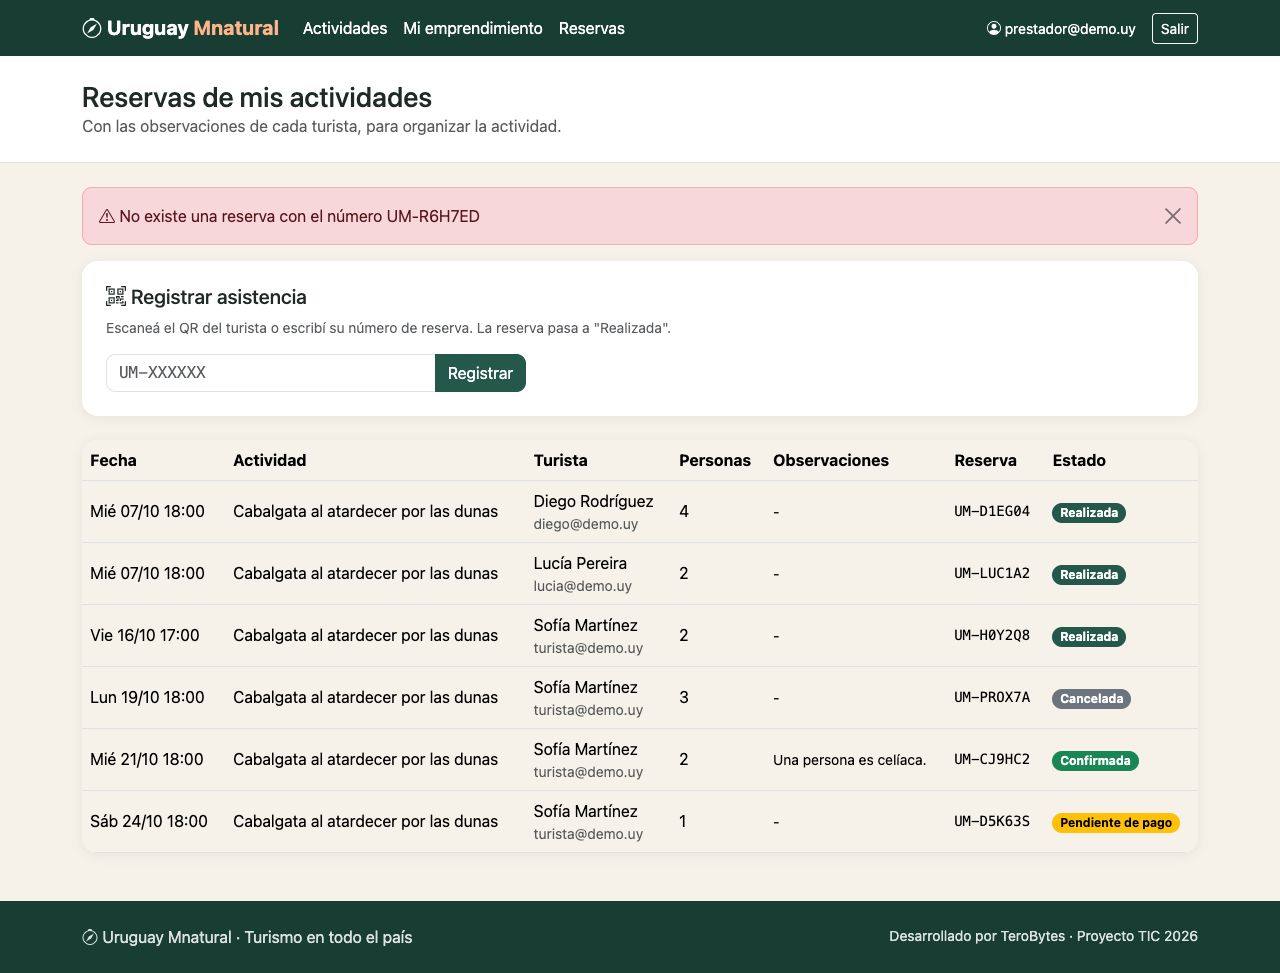 Uruguay Mnatural Actividades Mi emprendimiento Reservas prestador@demo.uy Salir
Reservas de mis actividades
Con las observaciones de cada turista, para organizar la actividad.
No existe una reserva con el número UM-R6H7ED
Registrar asistencia
Escaneá el QR del turista o escribí su número de reserva. La reserva pasa a "Realizada".
UM-XXXXXX Registrar
Fecha Actividad Turista Personas Observaciones Reserva Estado
Mié 07/10 18:00 Cabalgata al atardecer por las dunas Diego Rodríguez 4 - UM-D1EG04 Realizada
diego@demo.uy
Mié 07/10 18:00 Cabalgata al atardecer por las dunas Lucía Pereira 2 - UM-LUC1A2 Realizada
lucia@demo.uy
Vie 16/10 17:00 Cabalgata al atardecer por las dunas Sofía Martínez 2 - UM-H0Y2Q8 Realizada
turista@demo.uy
Lun 19/10 18:00 Cabalgata al atardecer por las dunas Sofía Martínez 3 - UM-PROX7A Cancelada
turista@demo.uy
Mié 21/10 18:00 Cabalgata al atardecer por las dunas Sofía Martínez 2 Una persona es celíaca. UM-CJ9HC2 Confirmada
turista@demo.uy
Sáb 24/10 18:00 Cabalgata al atardecer por las dunas Sofía Martínez 1 - UM-D5K63S Pendiente de pago
turista@demo.uy
Uruguay Mnatural · Turismo en todo el país Desarrollado por TeroBytes · Proyecto TIC 2026